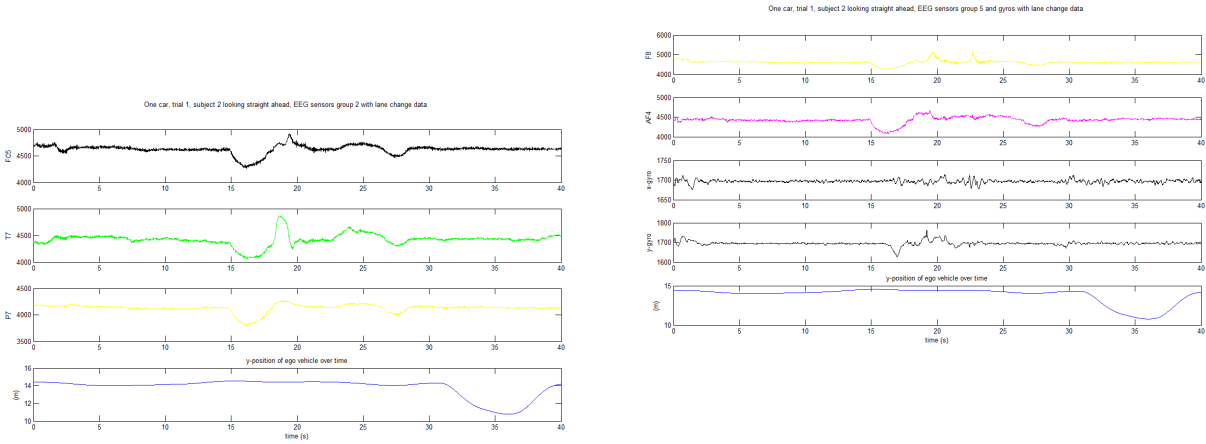 One car, trial 1, subject 2 looking straight ahead, EEG sensors group 2 with lane change data
5000
4500
4000
FC5
0 5 10 15 20 25 30 35 40
5000
4500
4000
T7
0 5 10 15 20 25 30 35 40
4500
4000
3500
P7
0 5 10 15 20 25 30 35 40
y-position of ego vehicle over time
16
14
12
10
(m)
0 5 10 15 20 25 30 35 40
time (s)
One car, trial 1, subject 2 looking straight ahead, EEG sensors group 5 and gyros with lane change data
6000
5000
4000
F8
0 5 10 15 20 25 30 35 40
5000
4500
4000
AF4
0 5 10 15 20 25 30 35 40
1750
1700
1650
x-gyro
0 5 10 15 20 25 30 35 40
1800
1700
1600
y-gyro
0 5 10 15 20 25 30 35 40
y-position of ego vehicle over time
15
10
(m)
0 5 10 15 20 25 30 35 40
time (s)